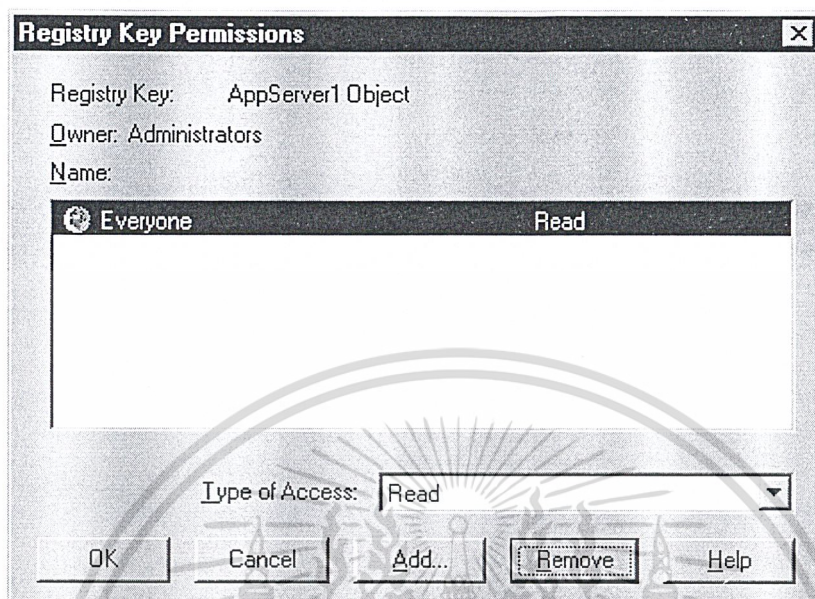 Registry Key Permissions
Registry Key: AppServer1 Object
Owner: Administrators
Name:
Everyone Read
Type of Access: Read
OK Cancel Add... Remove Help